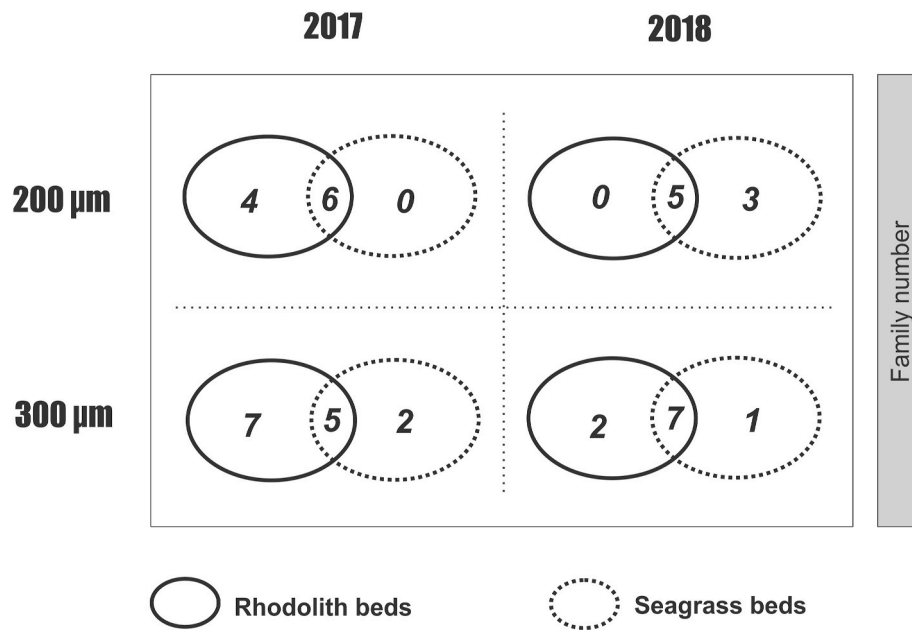 2017 2018
200 µm
4 6 0 0 5 3
300 µm
7 5 2 2 7 1
Family number
Rhodolith beds Seagrass beds